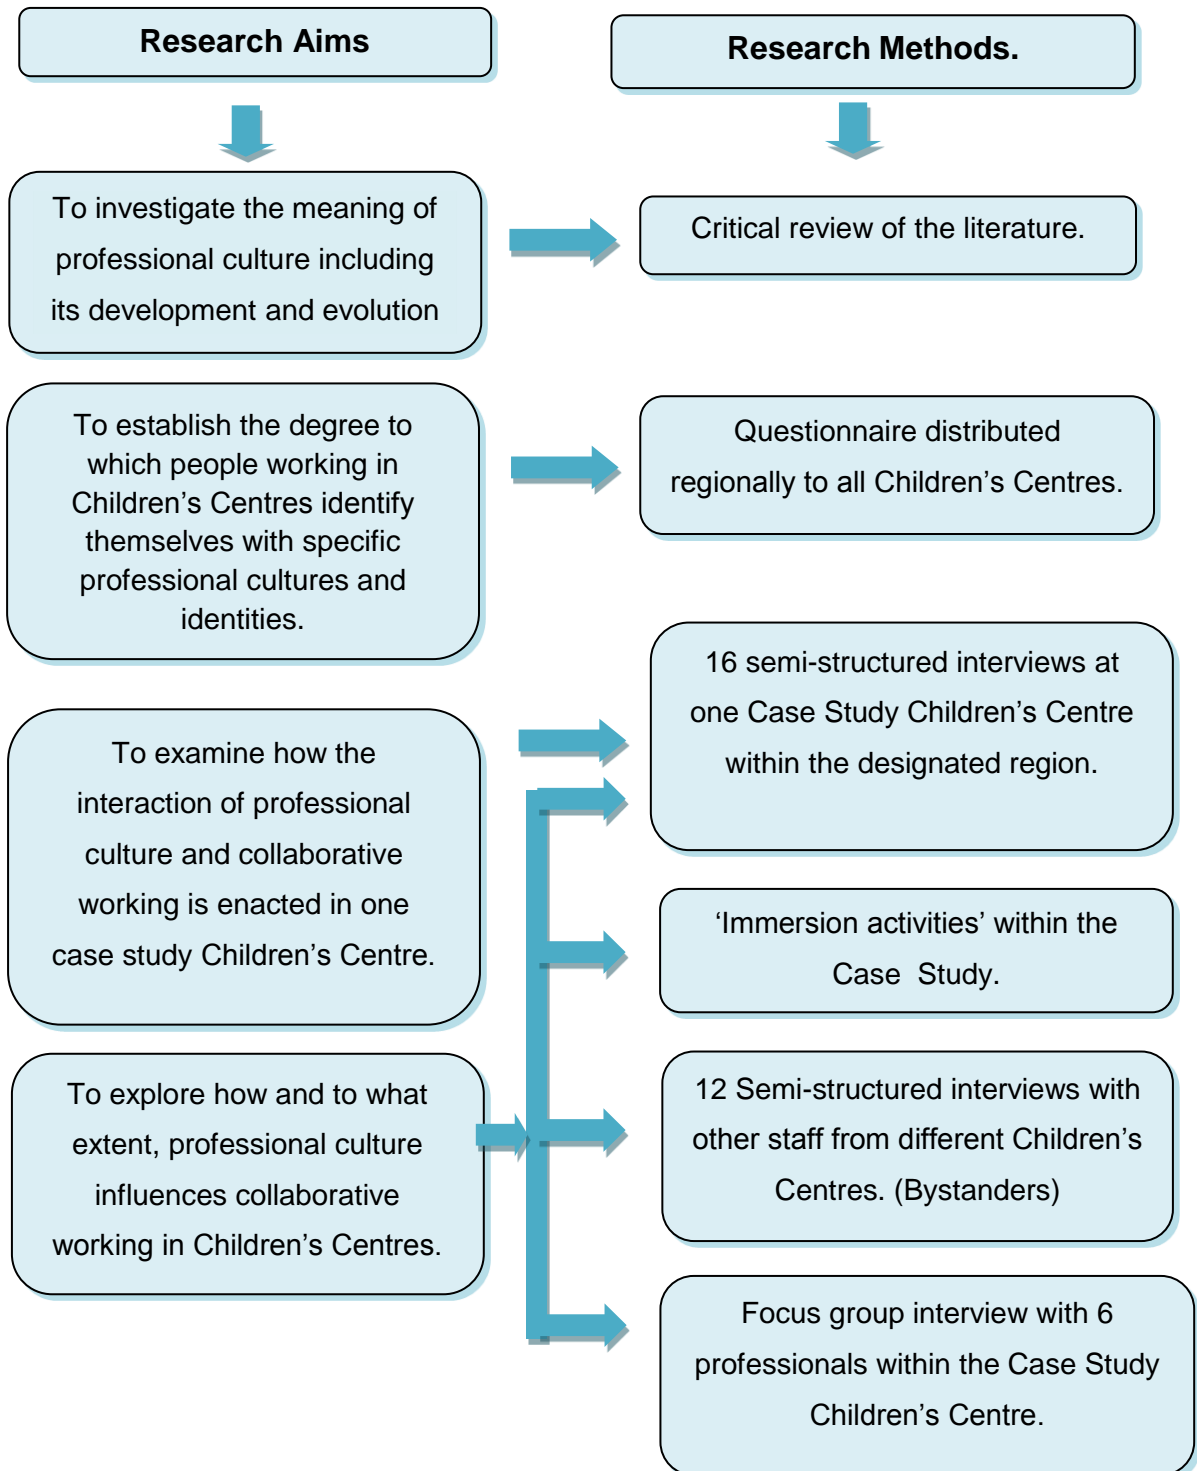 Research Aims
Research Methods.
To investigate the meaning of
professional culture including
its development and evolution
Critical review of the literature.
To establish the degree to
which people working in
Children’s Centres identify
themselves with specific
professional cultures and
identities.
Questionnaire distributed
regionally to all Children’s Centres.
To examine how the
interaction of professional
culture and collaborative
working is enacted in one
case study Children’s Centre.
16 semi-structured interviews at
one Case Study Children’s Centre
within the designated region.
‘Immersion activities’ within the
Case Study.
To explore how and to what
extent, professional culture
influences collaborative
working in Children’s Centres.
12 Semi-structured interviews with
other staff from different Children’s
Centres. (Bystanders)
Focus group interview with 6
professionals within the Case Study
Children’s Centre.